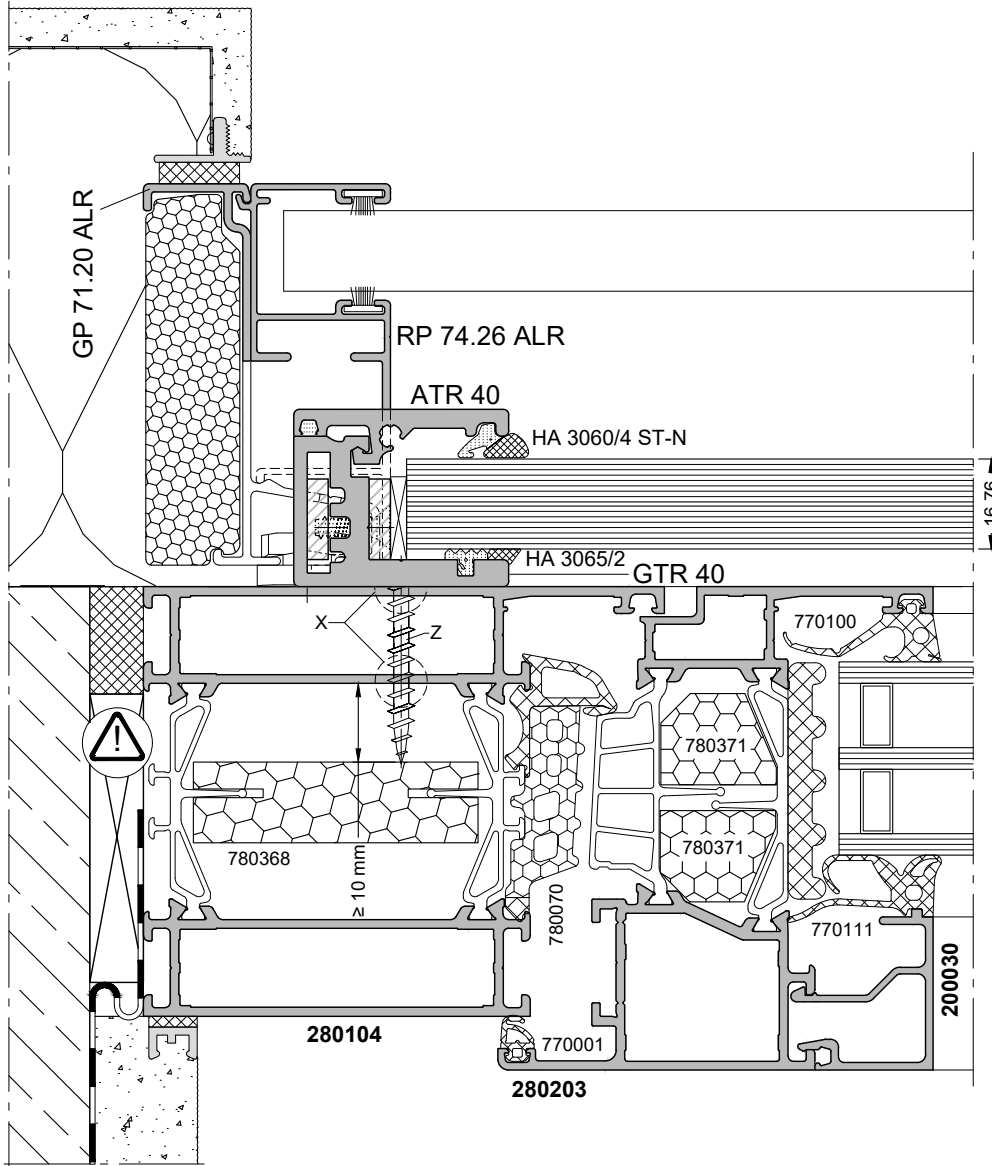 GP 71.20 ALR
RP 74.26 ALR
ATR 40
HA 3060/4 ST-N
16,76
HA 3065/2
GTR 40
X
Z
770100
!
780371
780368
780371
≥ 10 mm
780070
770111
200030
280104
770001
280203